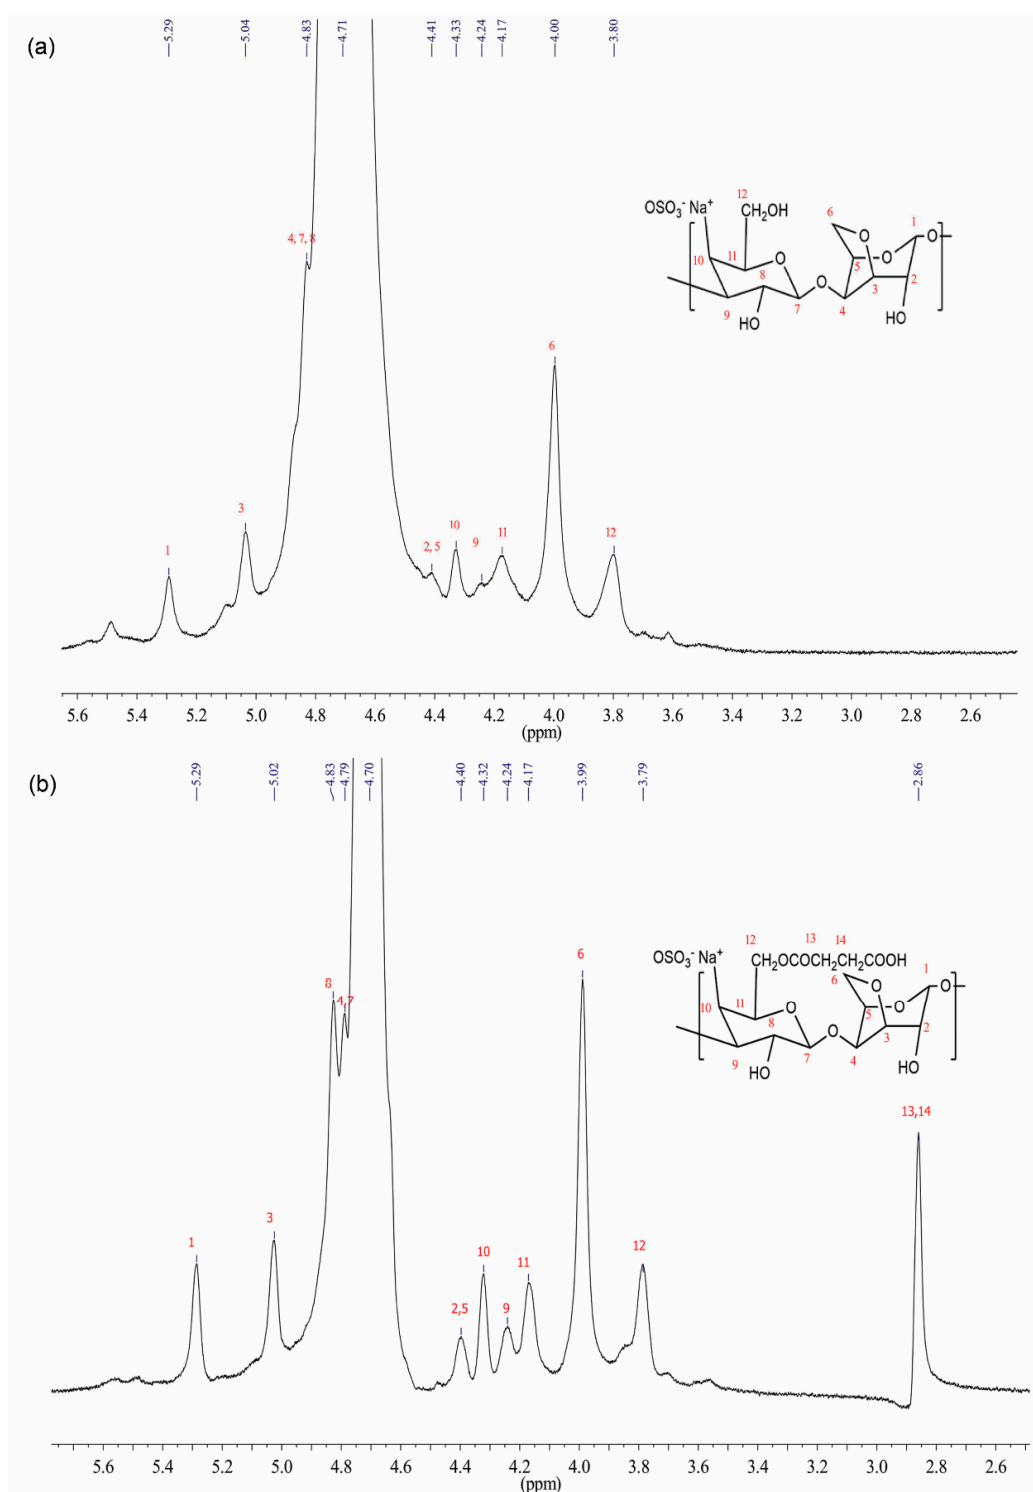 (a)
5.29 5.04 4.83 4.71 4.41 4.33 4.24 4.17 4.00 3.80
4, 7, 8
6
3
1
2, 5
10
9
11
12
12
OSO₃⁻ Na⁺
CH₂OH
6
O
1
O
10
11
O
5
O
8
3
2
O
7
4
9
HO
HO
5.6 5.4 5.2 5.0 4.8 4.6 4.4 4.2 4.0 3.8 3.6 3.4 3.2 3.0 2.8 2.6
(ppm)
(b)
5.29 5.02 4.83 4.79 4.70 4.40 4.32 4.24 4.17 3.99 3.79 2.86
8
4,7
6
3
1
10
11
2,5
9
12
13,14
12 13 14
OSO₃⁻ Na⁺
CH₂OCOCH₂CH₂COOH
6
O
1
O
10
11
O
5
O
8
3
2
O
7
4
9
HO
HO
5.6 5.4 5.2 5.0 4.8 4.6 4.4 4.2 4.0 3.8 3.6 3.4 3.2 3.0 2.8 2.6
(ppm)